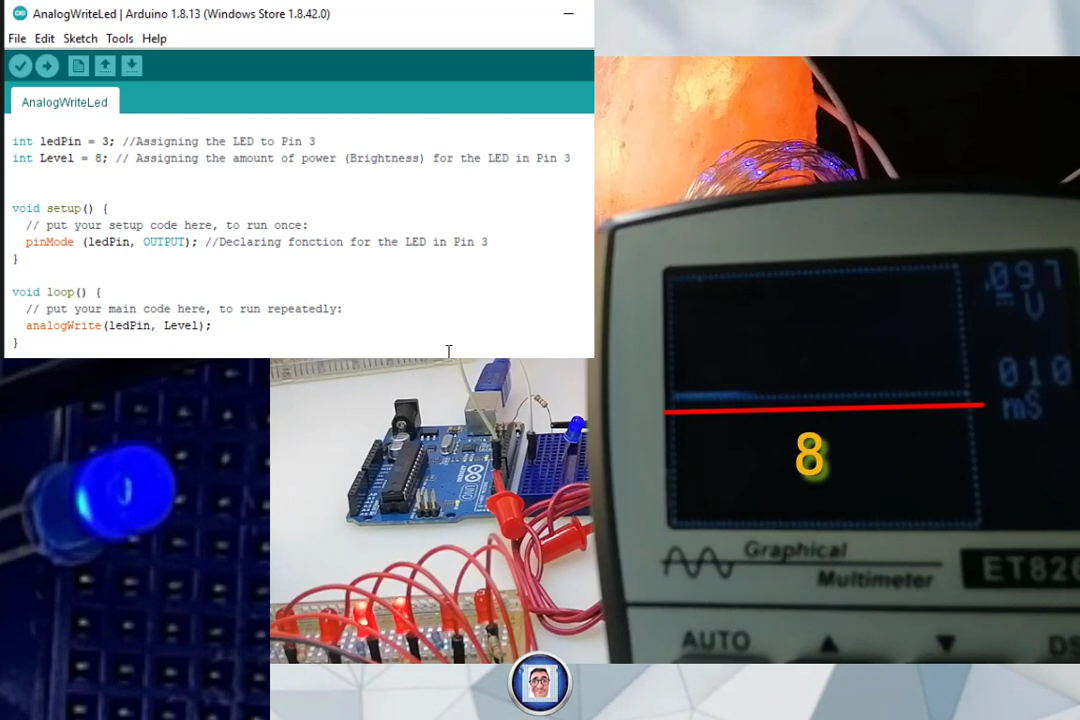 AnalogWriteLed | Arduino 1.8.13 (Windows Store 1.8.42.0)
File Edit Sketch Tools Help
AnalogWriteLed
int ledPin = 3; //Assigning the LED to Pin 3
int Level = 8; // Assigning the amount of power (Brightness) for the LED in Pin 3
void setup() {
// put your setup code here, to run once:
pinMode (ledPin, OUTPUT); //Declaring fonction for the LED in Pin 3
}
void loop() {
// put your main code here, to run repeatedly:
analogWrite(ledPin, Level);
}
.097
V
010
mS
8
Graphical
Multimeter
ET826
AUTO
DS
UNO